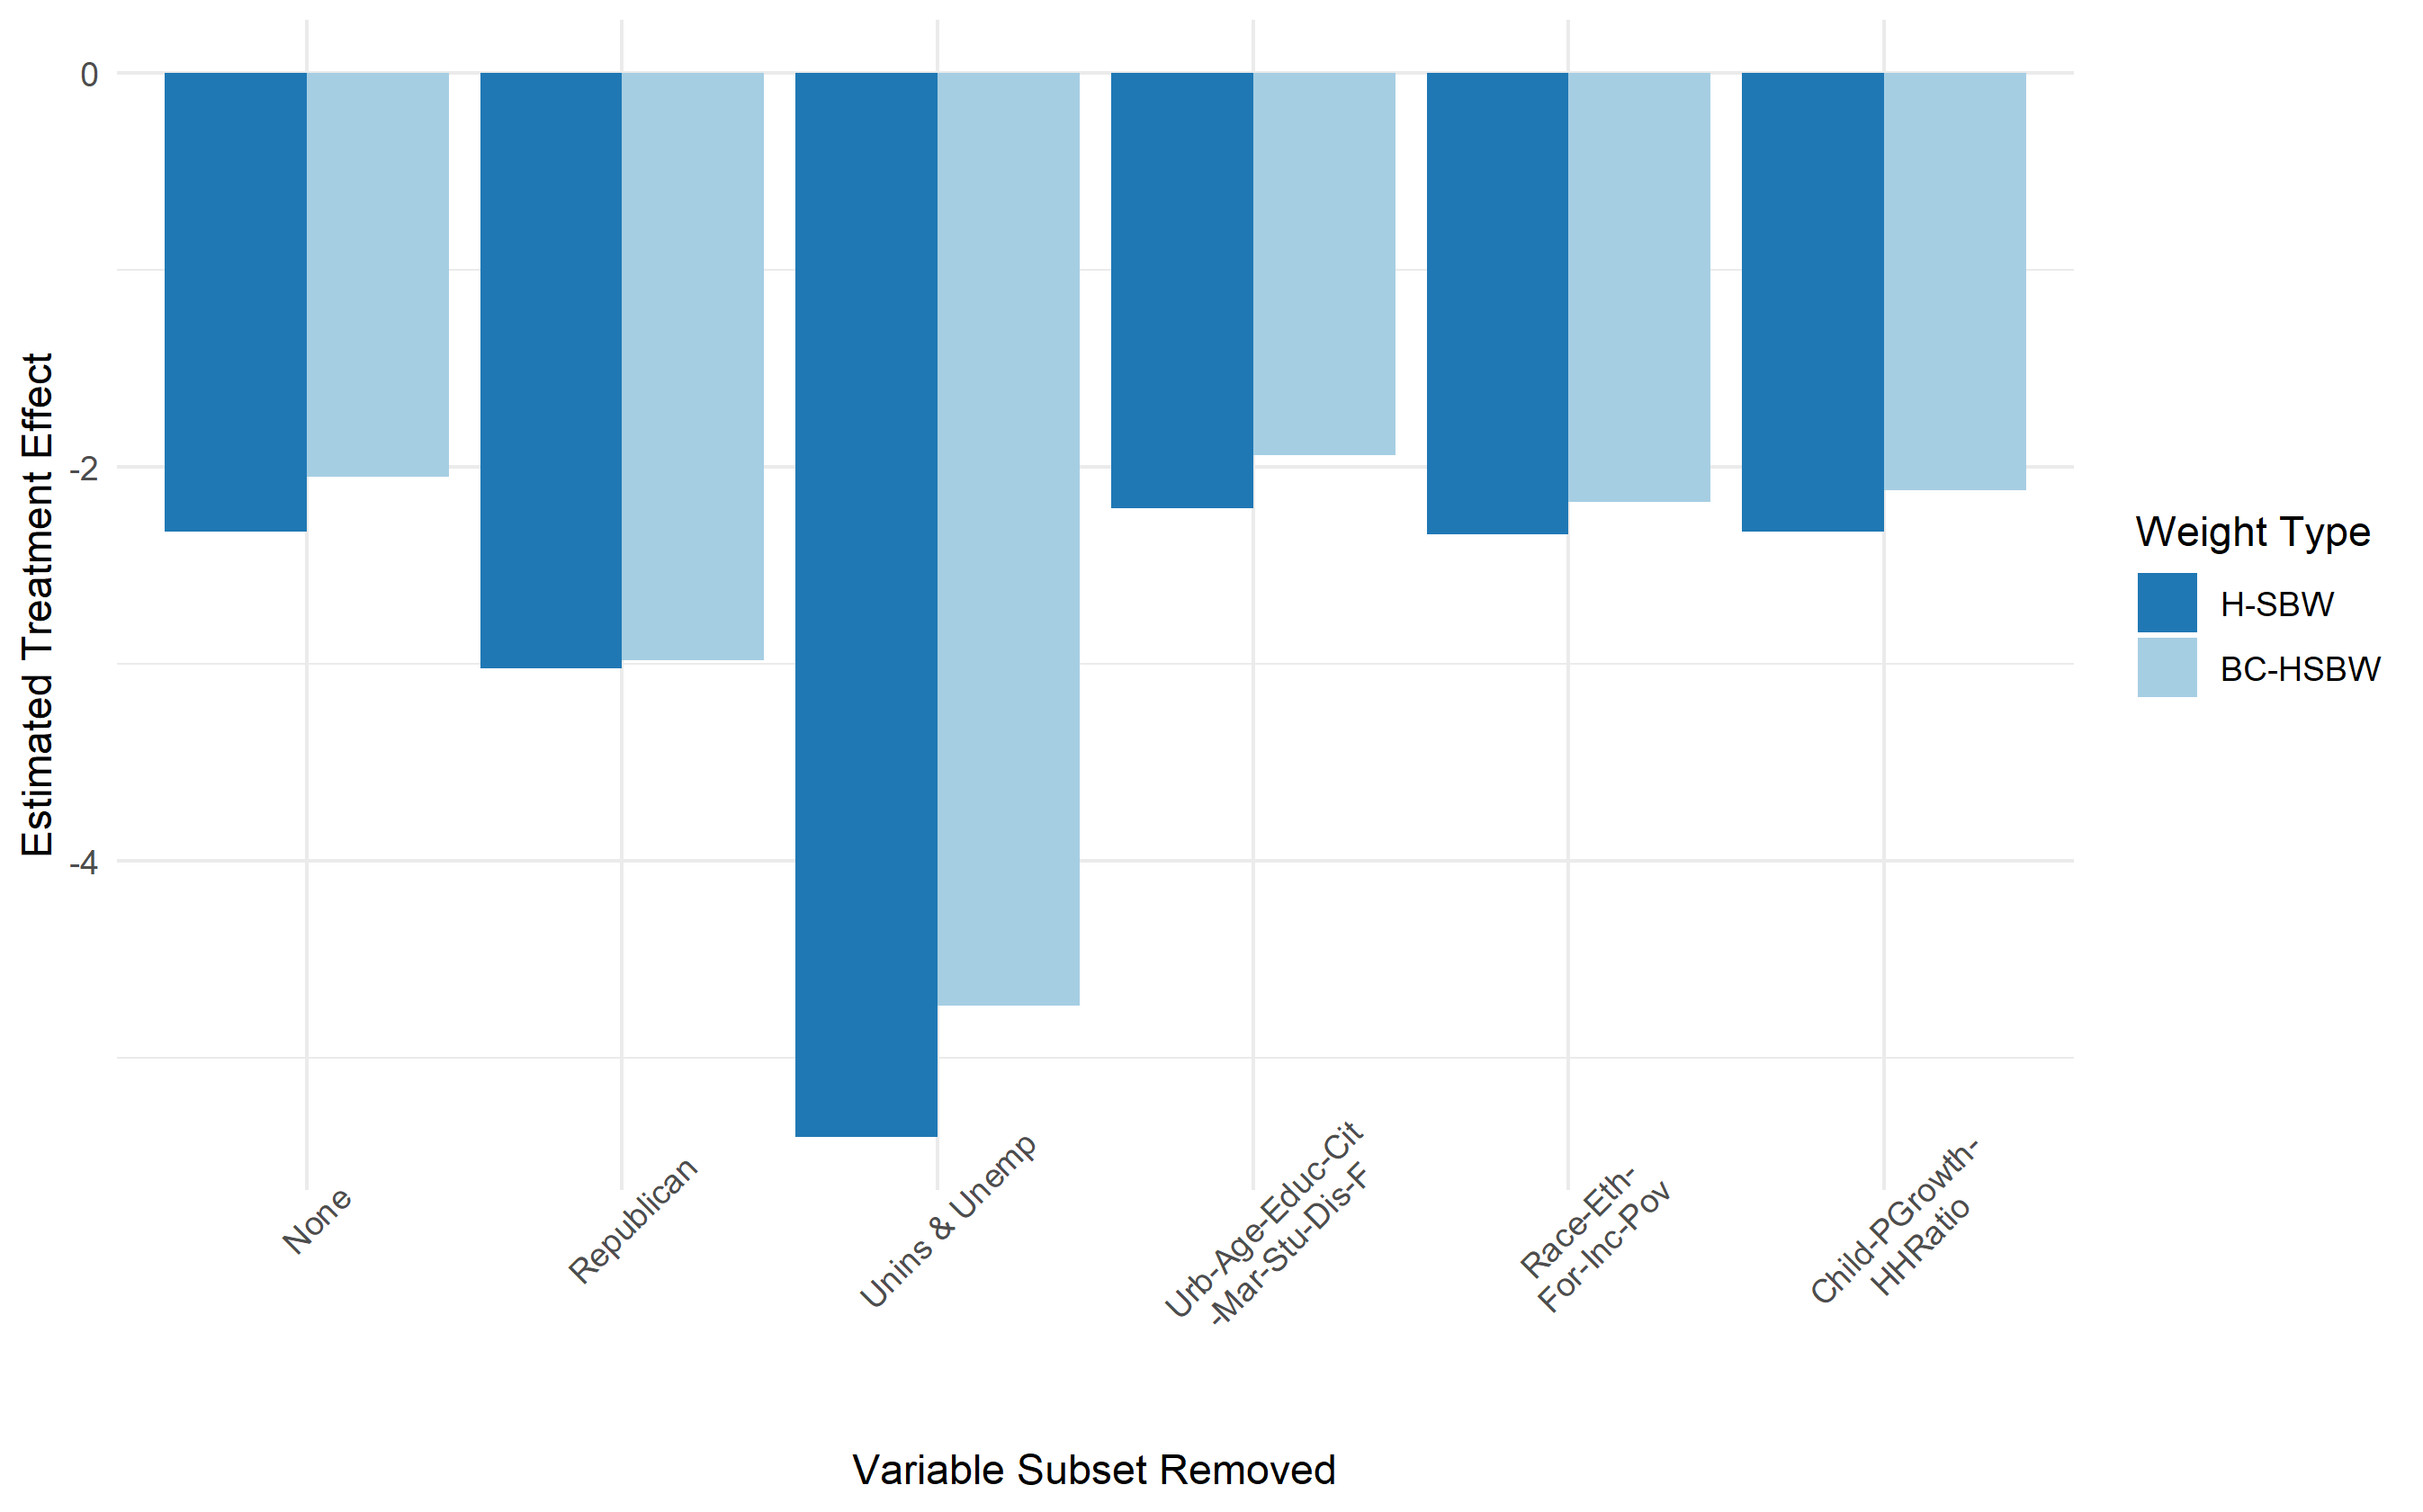 0
-2
-4
Estimated Treatment Effect
None
Republican
Unins & Unemp
Urb-Age-Educ-Cit
-Mar-Stu-Dis-F
Race-Eth-
For-Inc-Pov
Child-PGrowth-
HHRatio
Variable Subset Removed
Weight Type
H-SBW
BC-HSBW